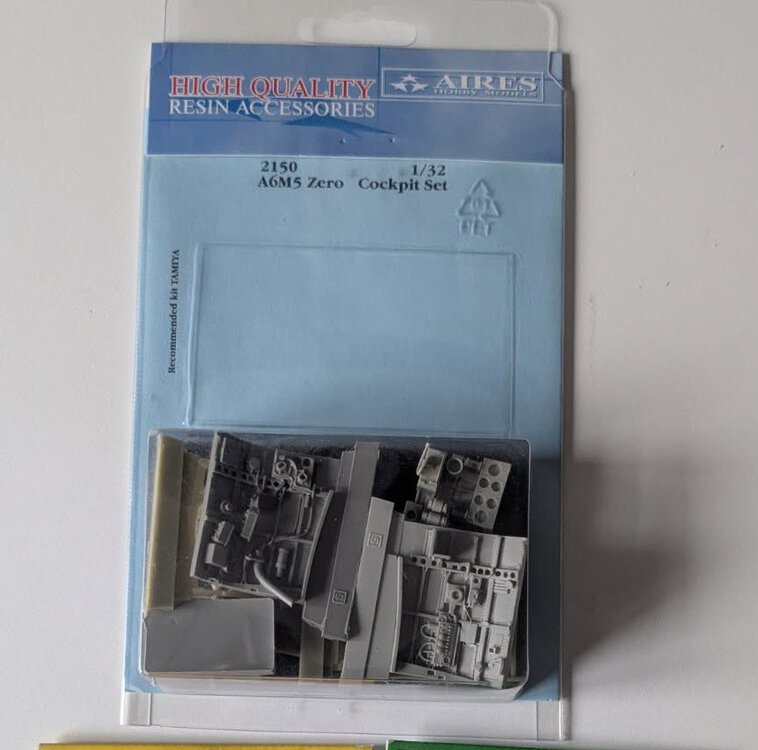 HIGH QUALITY
RESIN ACCESSORIES
AIRES
HOBBY MODELS
2150 1/32
A6M5 Zero Cockpit Set
PET
Recommended kit TAMIYA